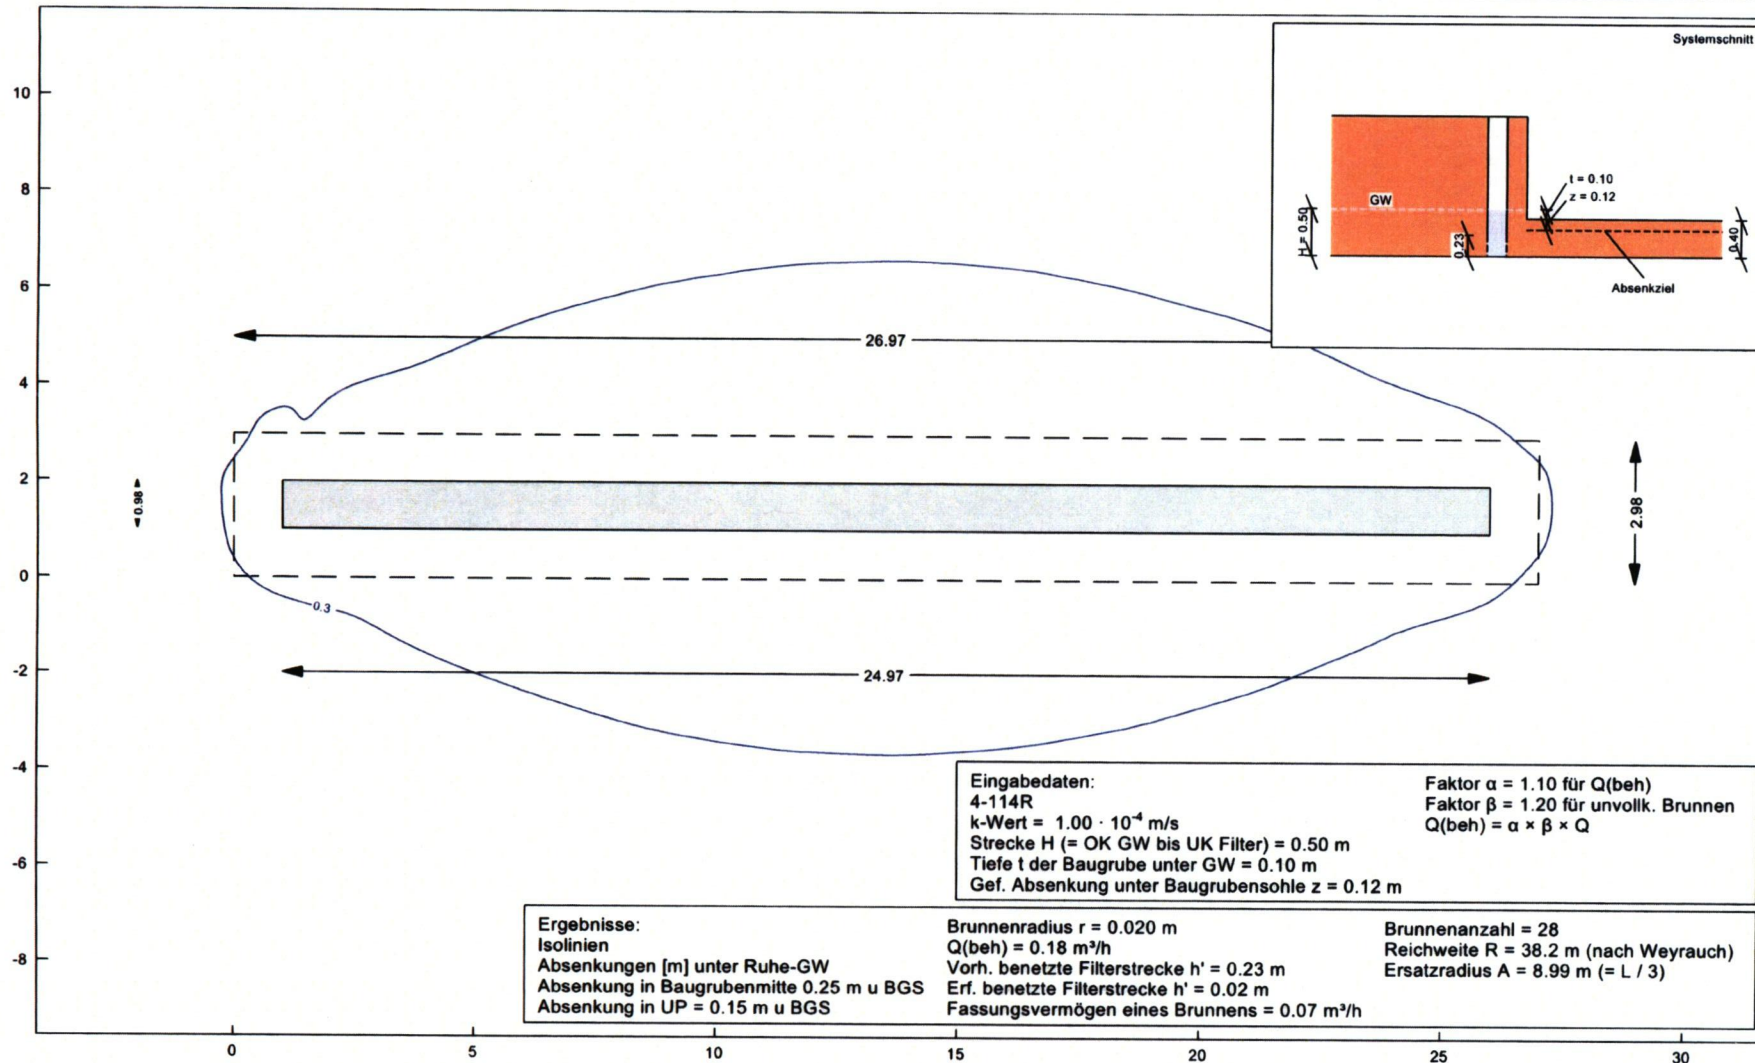 Systemschnitt
t = 0.10
z = 0.12
GW
H = 0.50
0.23
0.40
Absenkziel
10
8
6
4
2
0
-2
-4
-6
-8
26.97
0.98
2.98
0.3
24.97
Eingabedaten:
4-114R
k-Wert = 1.00 · 10⁻⁴ m/s
Strecke H (= OK GW bis UK Filter) = 0.50 m
Tiefe t der Baugrube unter GW = 0.10 m
Gef. Absenkung unter Baugrubensohle z = 0.12 m
Faktor α = 1.10 für Q(beh)
Faktor β = 1.20 für unvollk. Brunnen
Q(beh) = α × β × Q
Ergebnisse:
Isolinien
Absenkungen [m] unter Ruhe-GW
Absenkung in Baugrubenmitte 0.25 m u BGS
Absenkung in UP = 0.15 m u BGS
Brunnenradius r = 0.020 m
Q(beh) = 0.18 m³/h
Vorh. benetzte Filterstrecke h' = 0.23 m
Erf. benetzte Filterstrecke h' = 0.02 m
Fassungsvermögen eines Brunnens = 0.07 m³/h
Brunnenanzahl = 28
Reichweite R = 38.2 m (nach Weyrauch)
Ersatzradius A = 8.99 m (= L / 3)
0
5
10
15
20
25
30